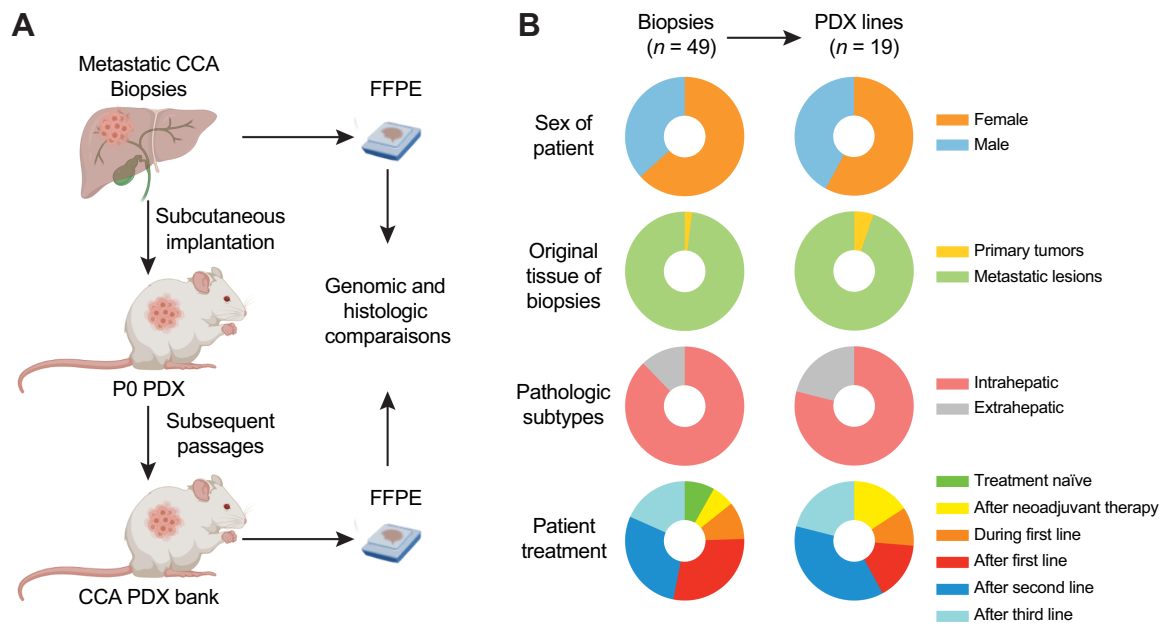 A
Metastatic CCA
Biopsies
FFPE
Subcutaneous
implantation
Genomic and
histologic
comparaisons
P0 PDX
Subsequent
passages
FFPE
CCA PDX bank
B
Biopsies
(n = 49)
PDX lines
(n = 19)
Sex of
patient
Female
Male
Original
tissue of
biopsies
Primary tumors
Metastatic lesions
Pathologic
subtypes
Intrahepatic
Extrahepatic
Patient
treatment
Treatment naïve
After neoadjuvant therapy
During first line
After first line
After second line
After third line